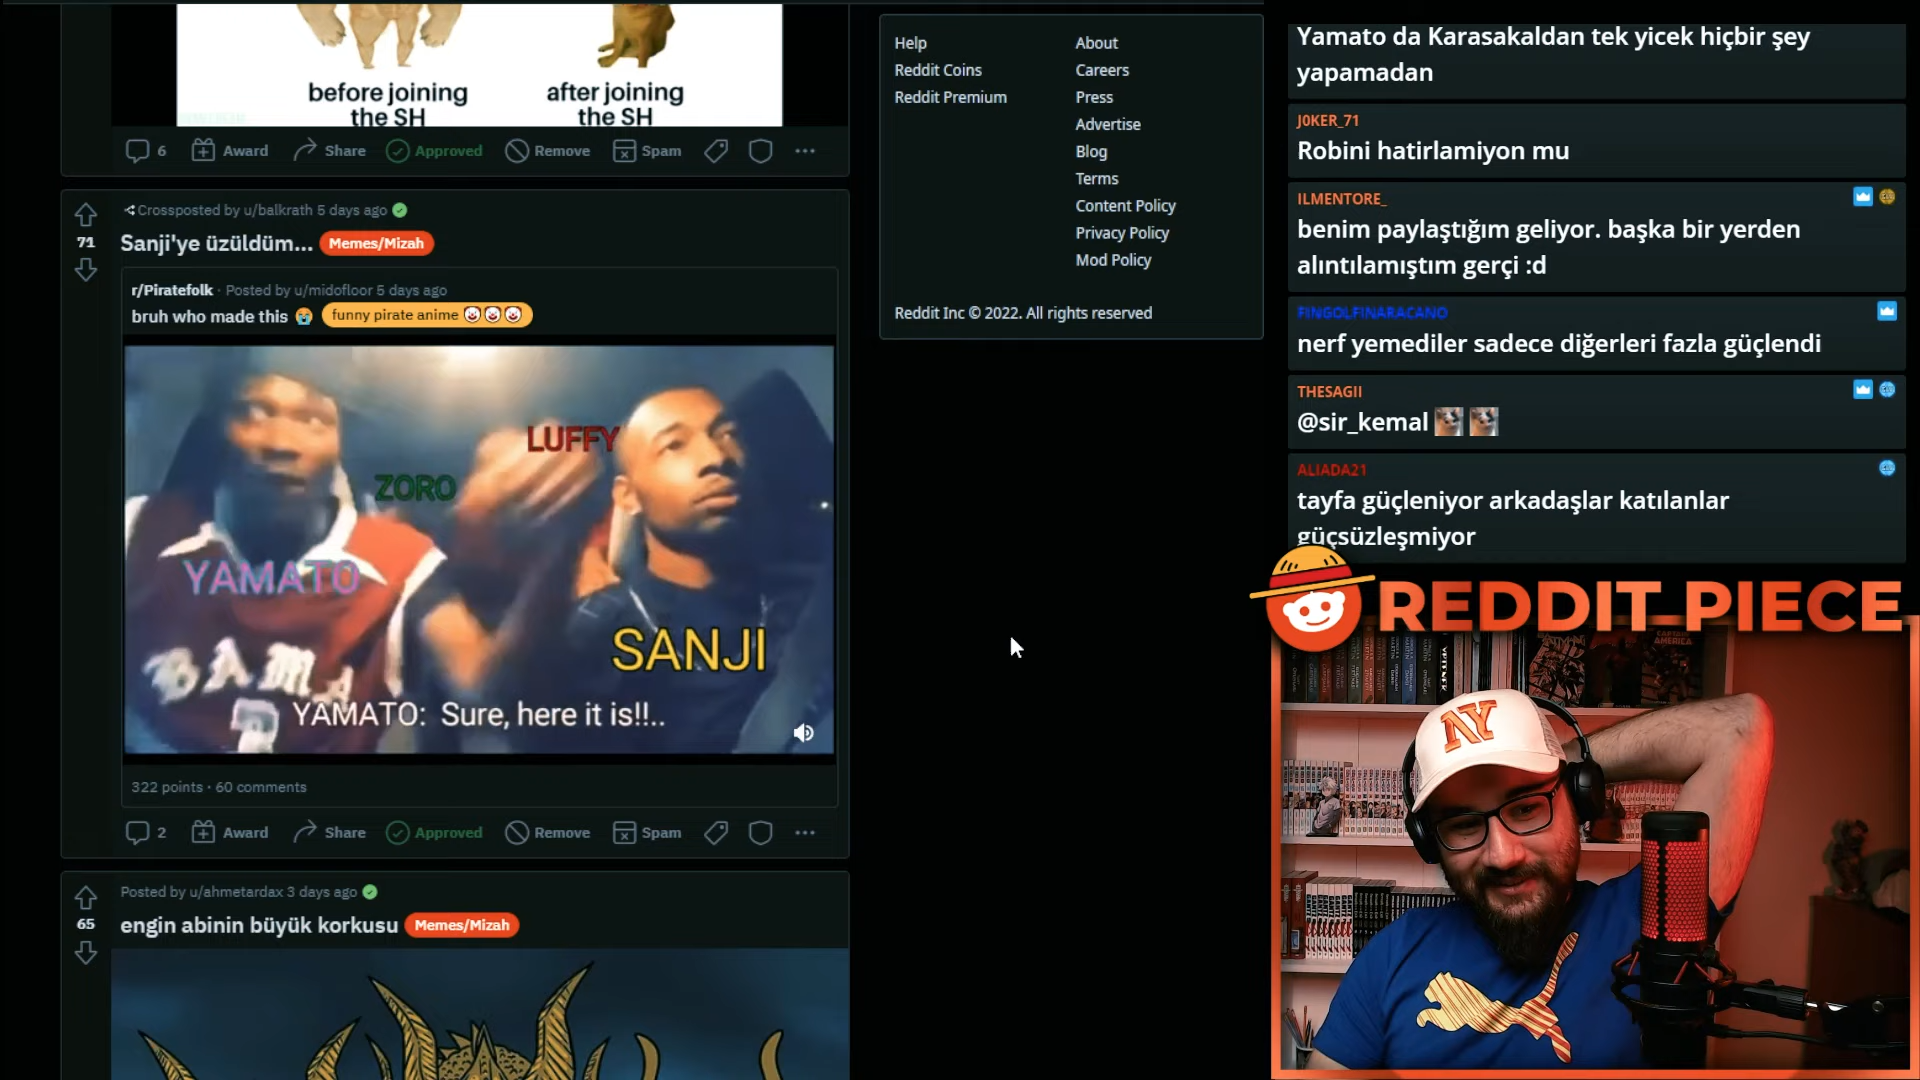 before joining
the SH
after joining
the SH
6
Award
Share
Approved
Remove
Spam
71
Crossposted by u/balkrath 5 days ago
Sanji'ye üzüldüm...
Memes/Mizah
r/Piratefolk · Posted by u/midofloor 5 days ago
bruh who made this 😭
funny pirate anime 🤡🤡🤡
LUFFY
ZORO
YAMATO
SANJI
BAMA
YAMATO: Sure, here it is!!..
322 points · 60 comments
2
Award
Share
Approved
Remove
Spam
65
Posted by u/ahmetardax 3 days ago
engin abinin büyük korkusu
Memes/Mizah
Help
Reddit Coins
Reddit Premium
About
Careers
Press
Advertise
Blog
Terms
Content Policy
Privacy Policy
Mod Policy
Reddit Inc © 2022. All rights reserved
Yamato da Karasakaldan tek yicek hiçbir şey
yapamadan
J0KER_71
Robini hatirlamiyon mu
ILMENTORE_
benim paylaştığım geliyor. başka bir yerden
alıntılamıştım gerçi :d
FINGOLFINARACANO
nerf yemediler sadece diğerleri fazla güçlendi
THESAGII
@sir_kemal
ALIADA21
tayfa güçleniyor arkadaşlar katılanlar
güçsüzleşmiyor
REDDIT PIECE
CAPTAIN
AMERICA
NY